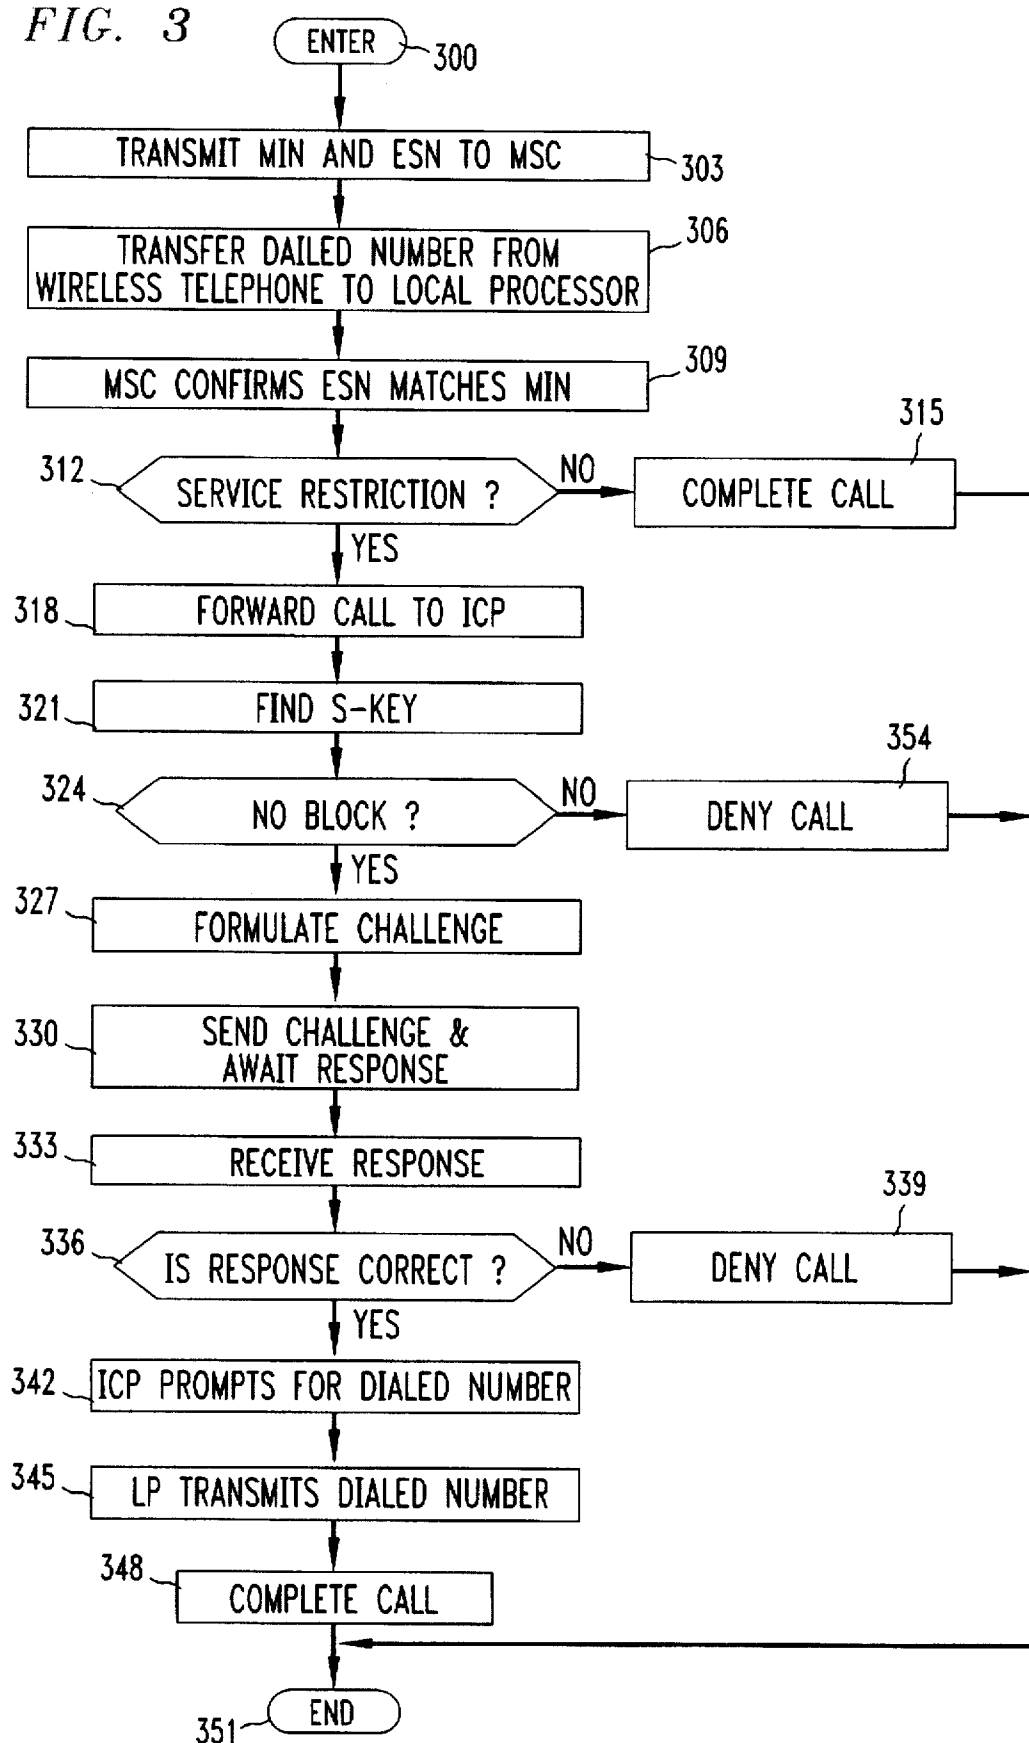 FIG. 3
ENTER
300
TRANSMIT MIN AND ESN TO MSC
303
TRANSFER DAILED NUMBER FROM
WIRELESS TELEPHONE TO LOCAL PROCESSOR
306
MSC CONFIRMS ESN MATCHES MIN
309
312
SERVICE RESTRICTION ?
NO
COMPLETE CALL
315
YES
318
FORWARD CALL TO ICP
321
FIND S-KEY
324
NO BLOCK ?
NO
DENY CALL
354
YES
327
FORMULATE CHALLENGE
330
SEND CHALLENGE &
AWAIT RESPONSE
333
RECEIVE RESPONSE
336
IS RESPONSE CORRECT ?
NO
DENY CALL
339
YES
342
ICP PROMPTS FOR DIALED NUMBER
345
LP TRANSMITS DIALED NUMBER
348
COMPLETE CALL
END
351